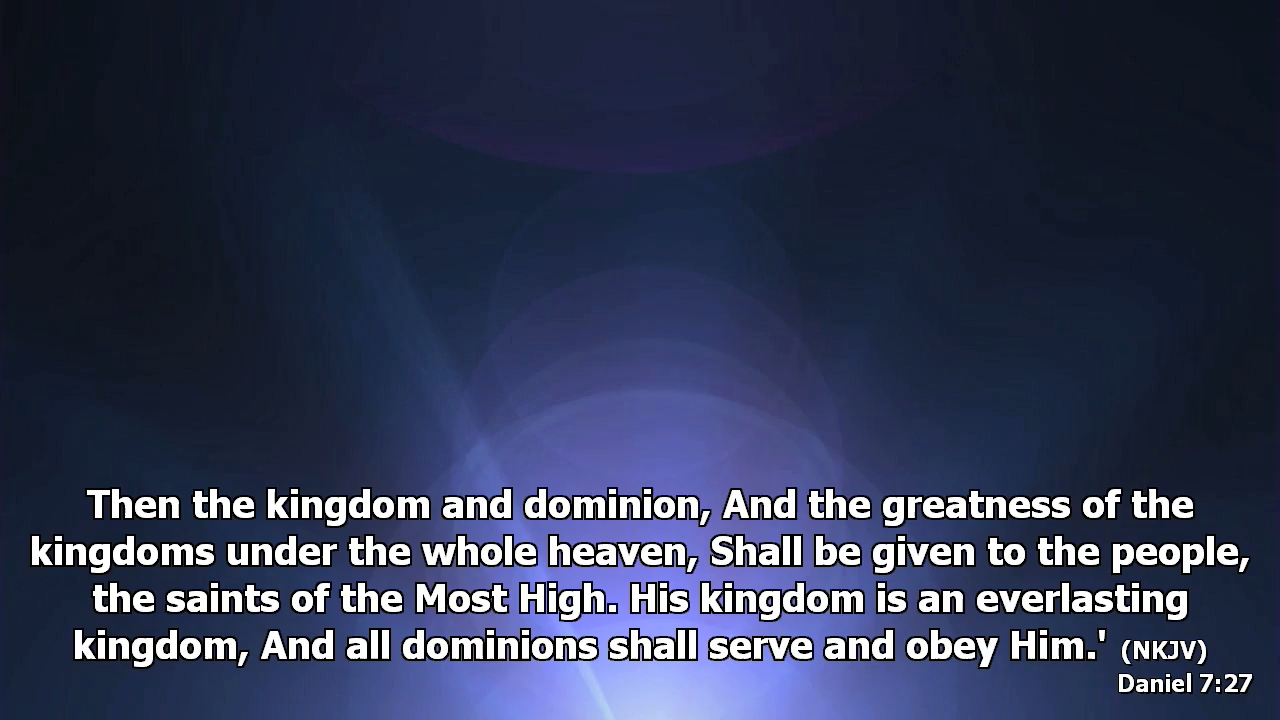 Then the kingdom and dominion, And the greatness of the
kingdoms under the whole heaven, Shall be given to the people,
the saints of the Most High. His kingdom is an everlasting
kingdom, And all dominions shall serve and obey Him.' (NKJV)
Daniel 7:27